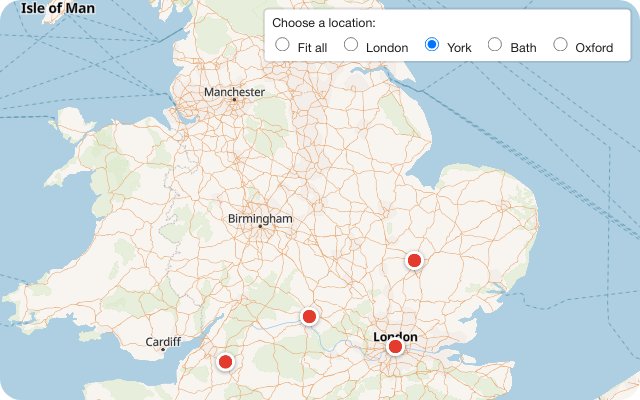 Isle of Man
Choose a location:
Fit all London York Bath Oxford
Manchester
Birmingham
London
Cardiff